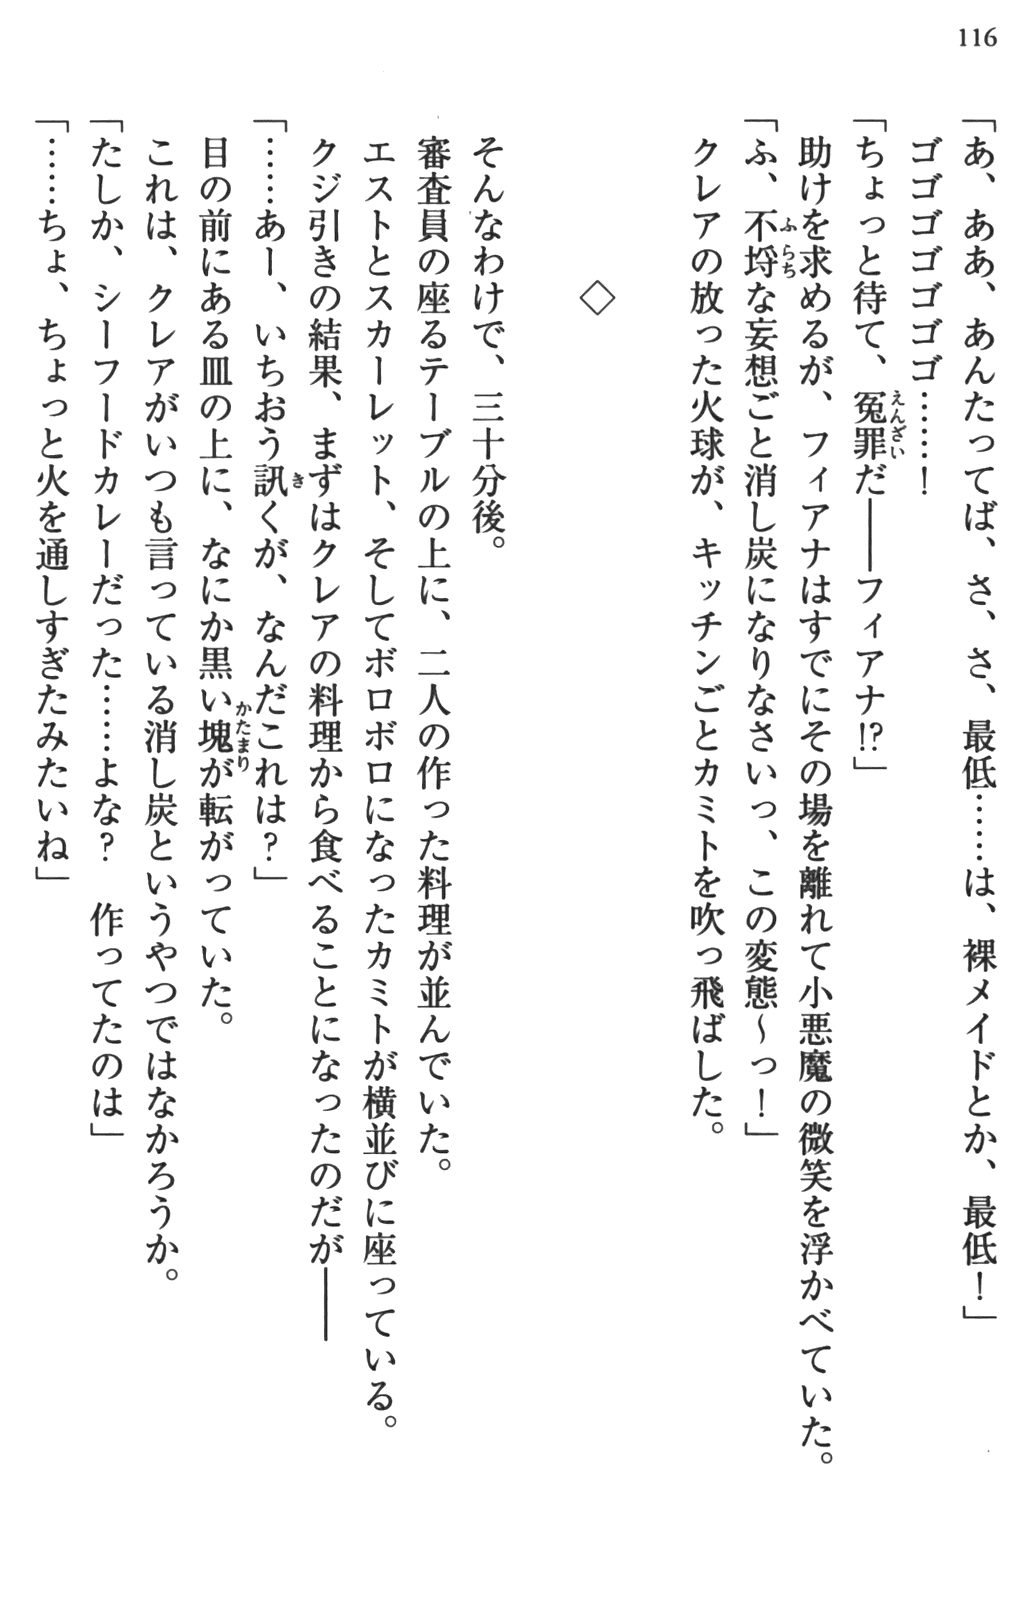 116
「あ、ああ、あんたってば、さ、さ、最低……は、裸メイドとか、最低！」
ゴゴゴゴゴゴゴ……！
「ちょっと待て、冤罪だ――フィアナ!?」
助けを求めるが、フィアナはすでにその場を離れて小悪魔の微笑を浮かべていた。
「ふ、不埒な妄想ごと消し炭になりなさいっ、この変態～っ！」
クレアの放った火球が、キッチンごとカミトを吹っ飛ばした。
◇
そんなわけで、三十分後。
審査員の座るテーブルの上に、二人の作った料理が並んでいた。
エストとスカーレット、そしてボロボロになったカミトが横並びに座っている。
クジ引きの結果、まずはクレアの料理から食べることになったのだが――
「……あー、いちおう訊くが、なんだこれは？」
目の前にある皿の上に、なにか黒い塊が転がっていた。
これは、クレアがいつも言っている消し炭というやつではなかろうか。
「たしか、シーフードカレーだった……よな？　作ってたのは」
「……ちょ、ちょっと火を通しすぎたみたいね」